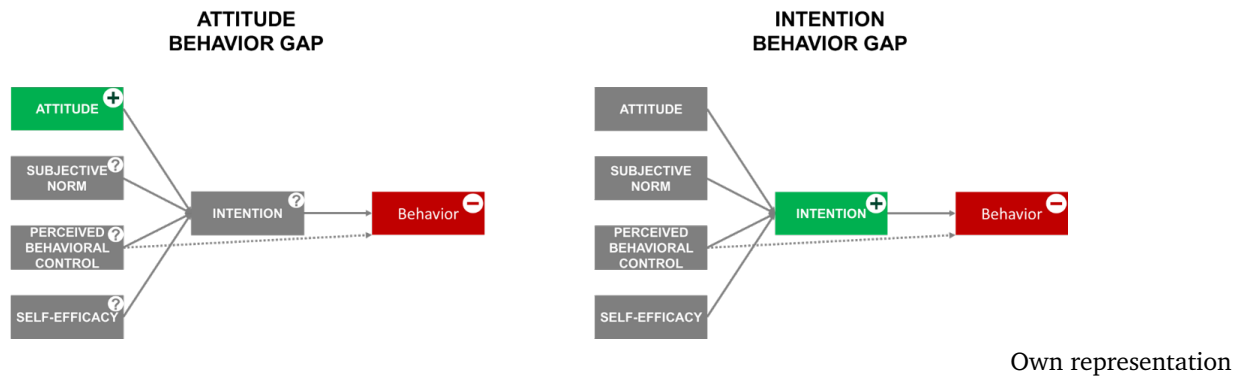 ATTITUDE
BEHAVIOR GAP
ATTITUDE
+
SUBJECTIVE
NORM
?
PERCEIVED
BEHAVIORAL
CONTROL
?
SELF-EFFICACY
?
INTENTION
?
Behavior
−
INTENTION
BEHAVIOR GAP
ATTITUDE
SUBJECTIVE
NORM
PERCEIVED
BEHAVIORAL
CONTROL
SELF-EFFICACY
INTENTION
+
Behavior
−
Own representation